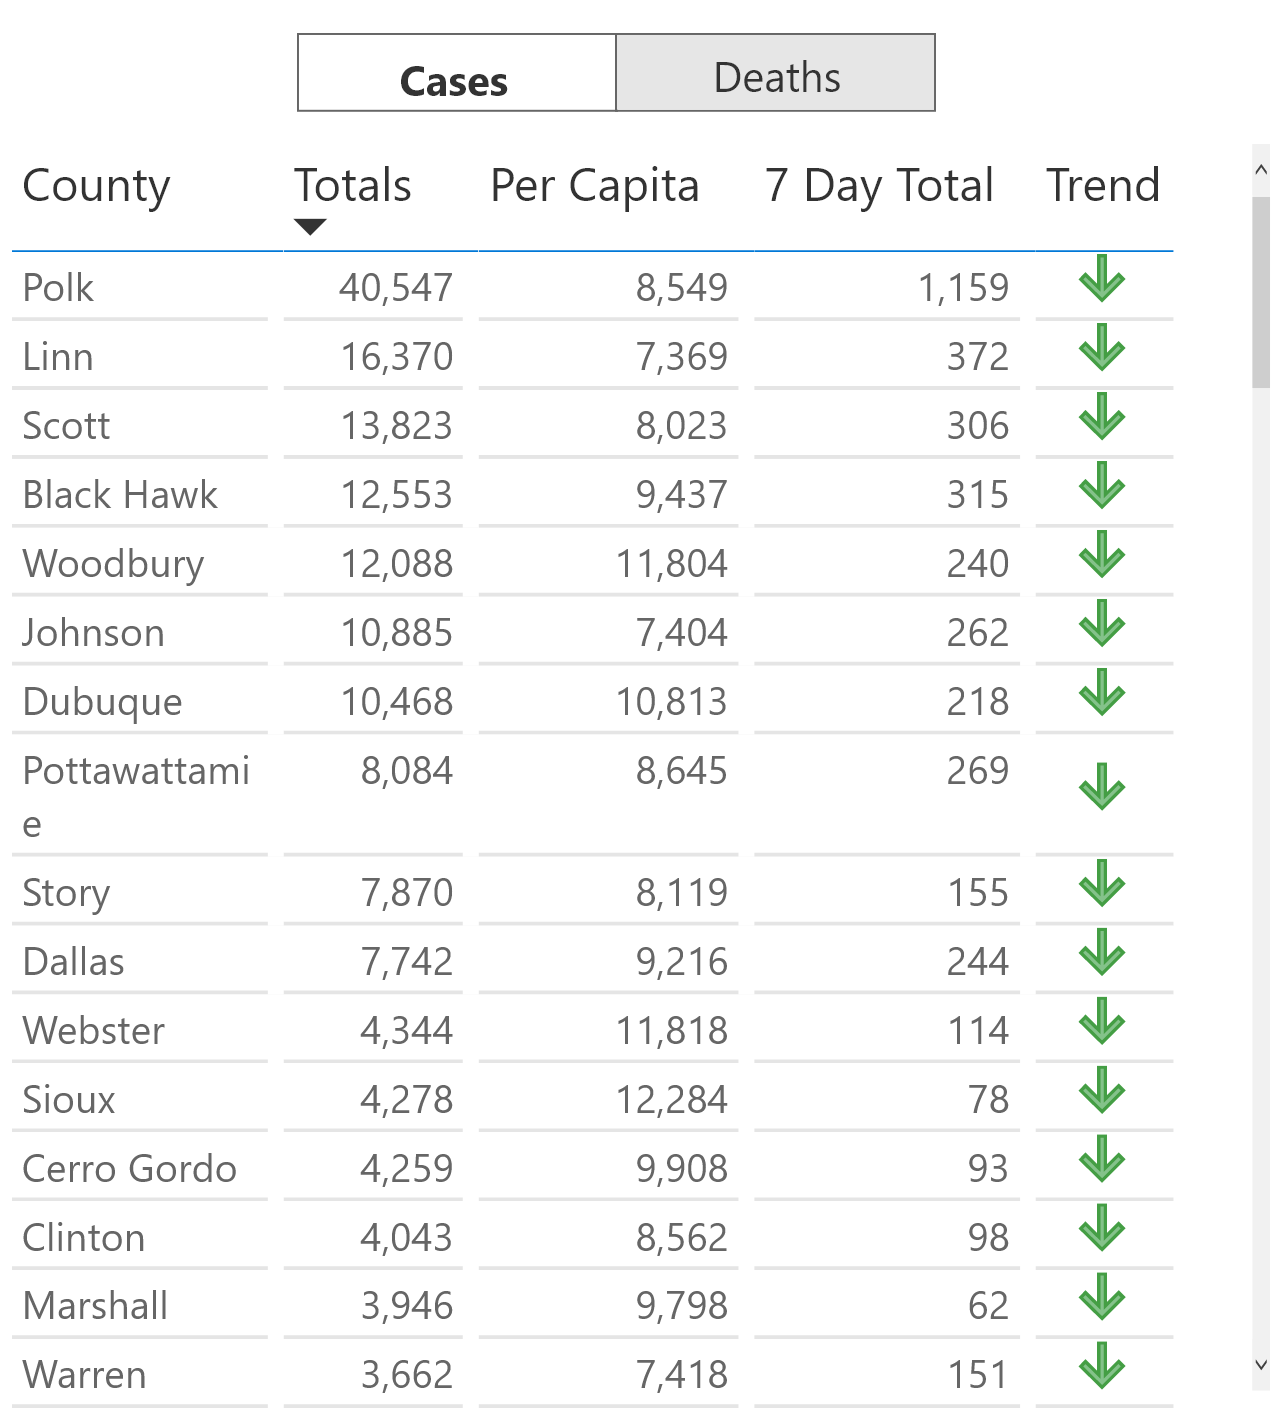 Cases Deaths
County Totals Per Capita 7 Day Total Trend
Polk 40,547 8,549 1,159
Linn 16,370 7,369 372
Scott 13,823 8,023 306
Black Hawk 12,553 9,437 315
Woodbury 12,088 11,804 240
Johnson 10,885 7,404 262
Dubuque 10,468 10,813 218
Pottawattami 8,084 8,645 269
e
Story 7,870 8,119 155
Dallas 7,742 9,216 244
Webster 4,344 11,818 114
Sioux 4,278 12,284 78
Cerro Gordo 4,259 9,908 93
Clinton 4,043 8,562 98
Marshall 3,946 9,798 62
Warren 3,662 7,418 151